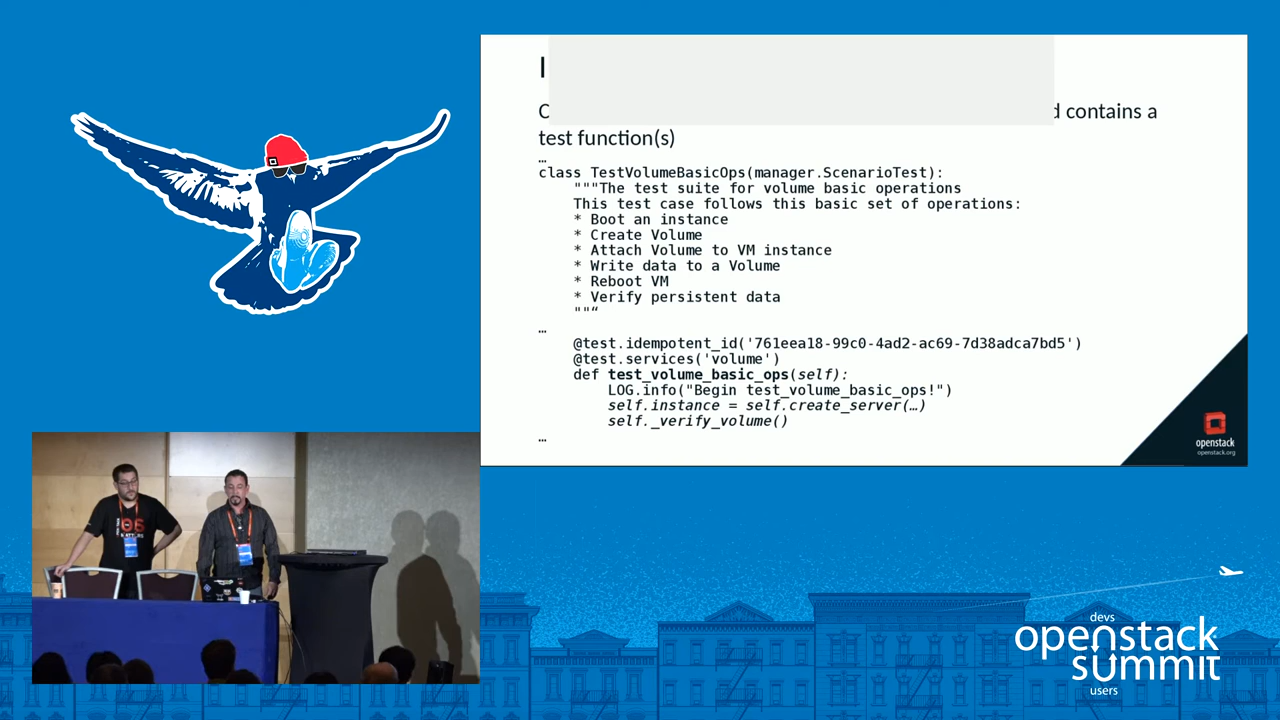 I
C
d contains a
test function(s)
…
class TestVolumeBasicOps(manager.ScenarioTest):
"""The test suite for volume basic operations
This test case follows this basic set of operations:
* Boot an instance
* Create Volume
* Attach Volume to VM instance
* Write data to a Volume
* Reboot VM
* Verify persistent data
""“
…
@test.idempotent_id('761eea18-99c0-4ad2-ac69-7d38adca7bd5')
@test.services('volume')
def test_volume_basic_ops(self):
LOG.info("Begin test_volume_basic_ops!")
self.instance = self.create_server(…)
self._verify_volume()
…
openstack
openstack.org
devs
openstack
summit
users